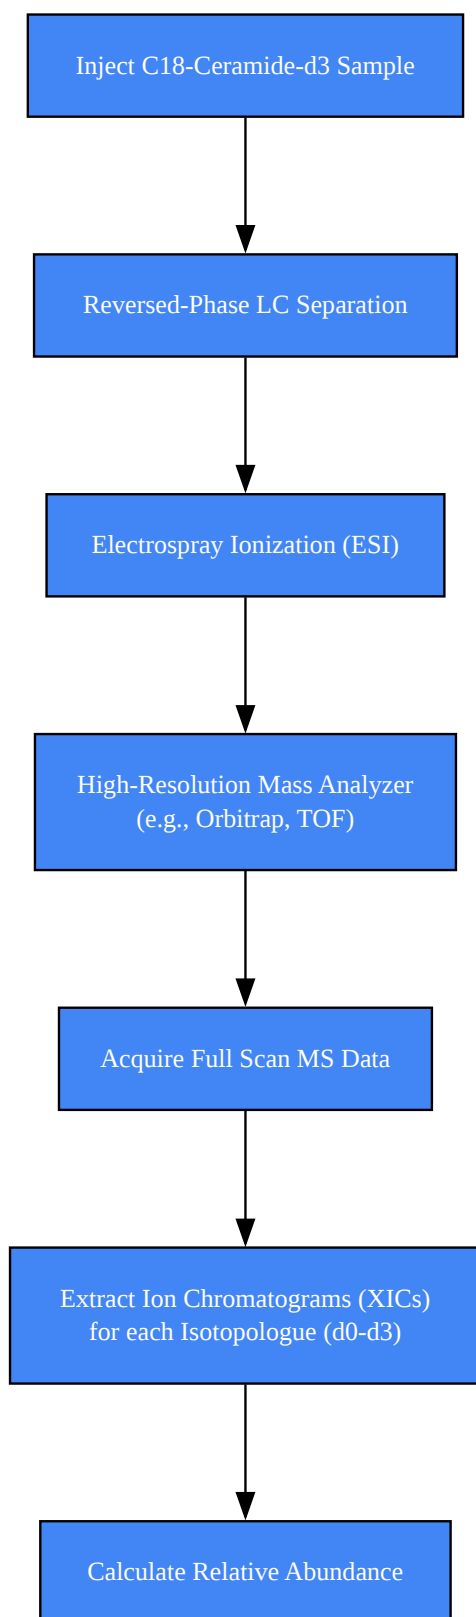 Inject C18-Ceramide-d3 Sample
Reversed-Phase LC Separation
Electrospray Ionization (ESI)
High-Resolution Mass Analyzer
(e.g., Orbitrap, TOF)
Acquire Full Scan MS Data
Extract Ion Chromatograms (XICs)
for each Isotopologue (d0-d3)
Calculate Relative Abundance